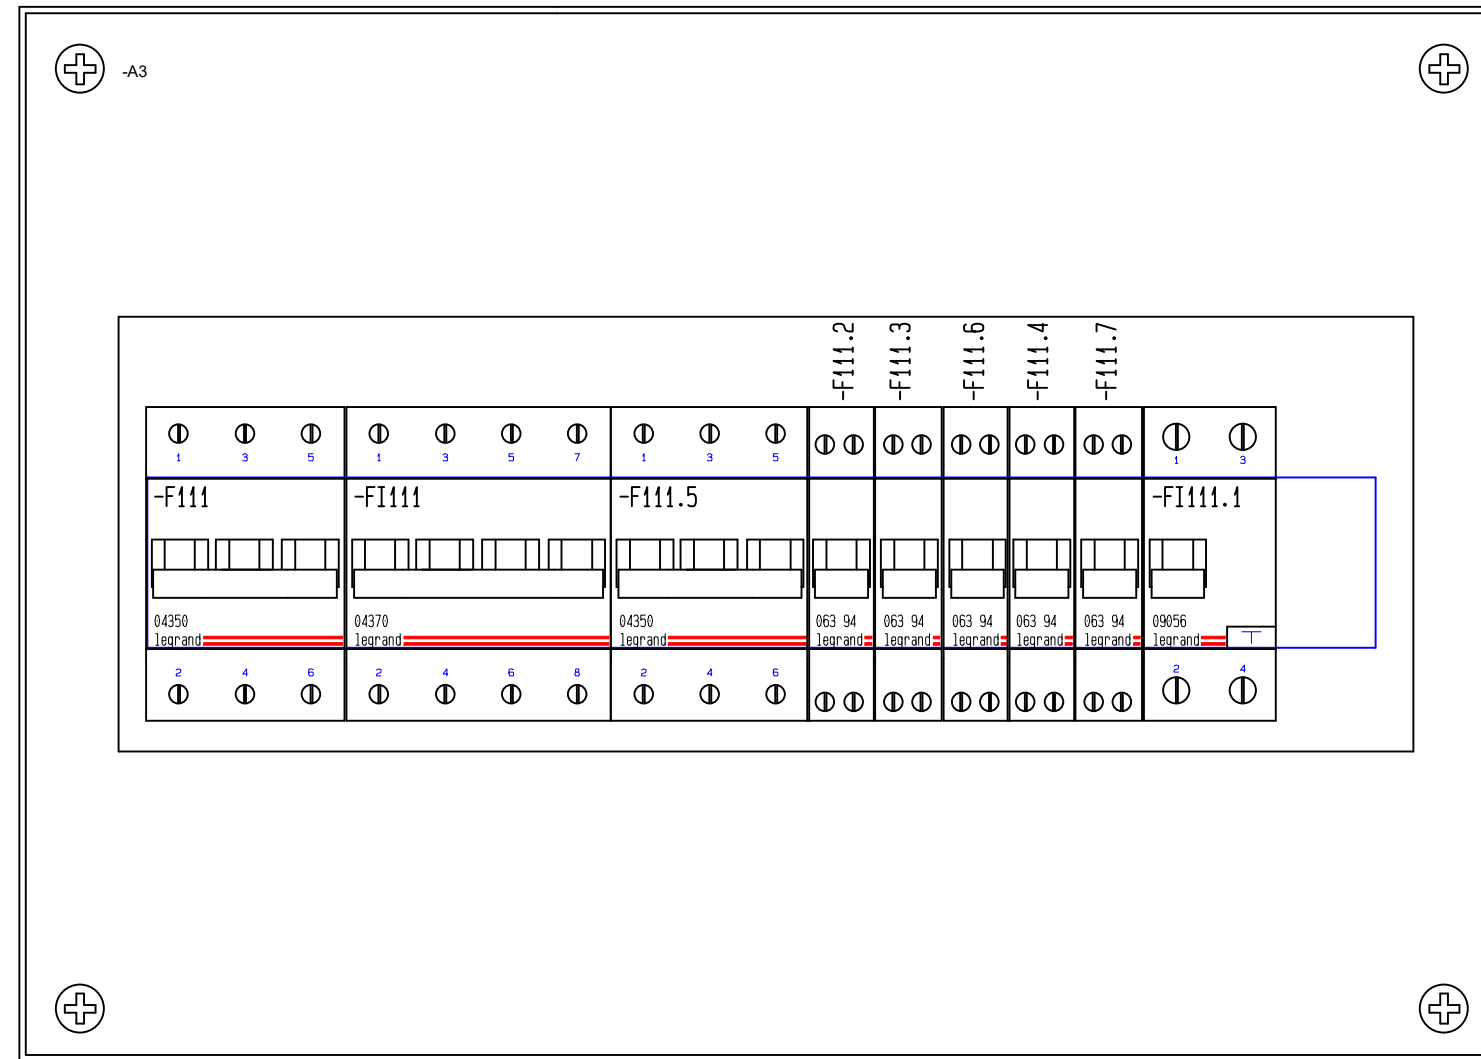 -A3
-F111.2 -F111.3 -F111.6 -F111.4 -F111.7
1 3 5 1 3 5 7 1 3 5 1 3
-F111 -FI111 -F111.5 -FI111.1
04350 04370 04350 063 94 063 94 063 94 063 94 063 94 09056
legrand legrand legrand legrand legrand legrand legrand legrand legrand T
2 4 6 2 4 6 8 2 4 6 2 4